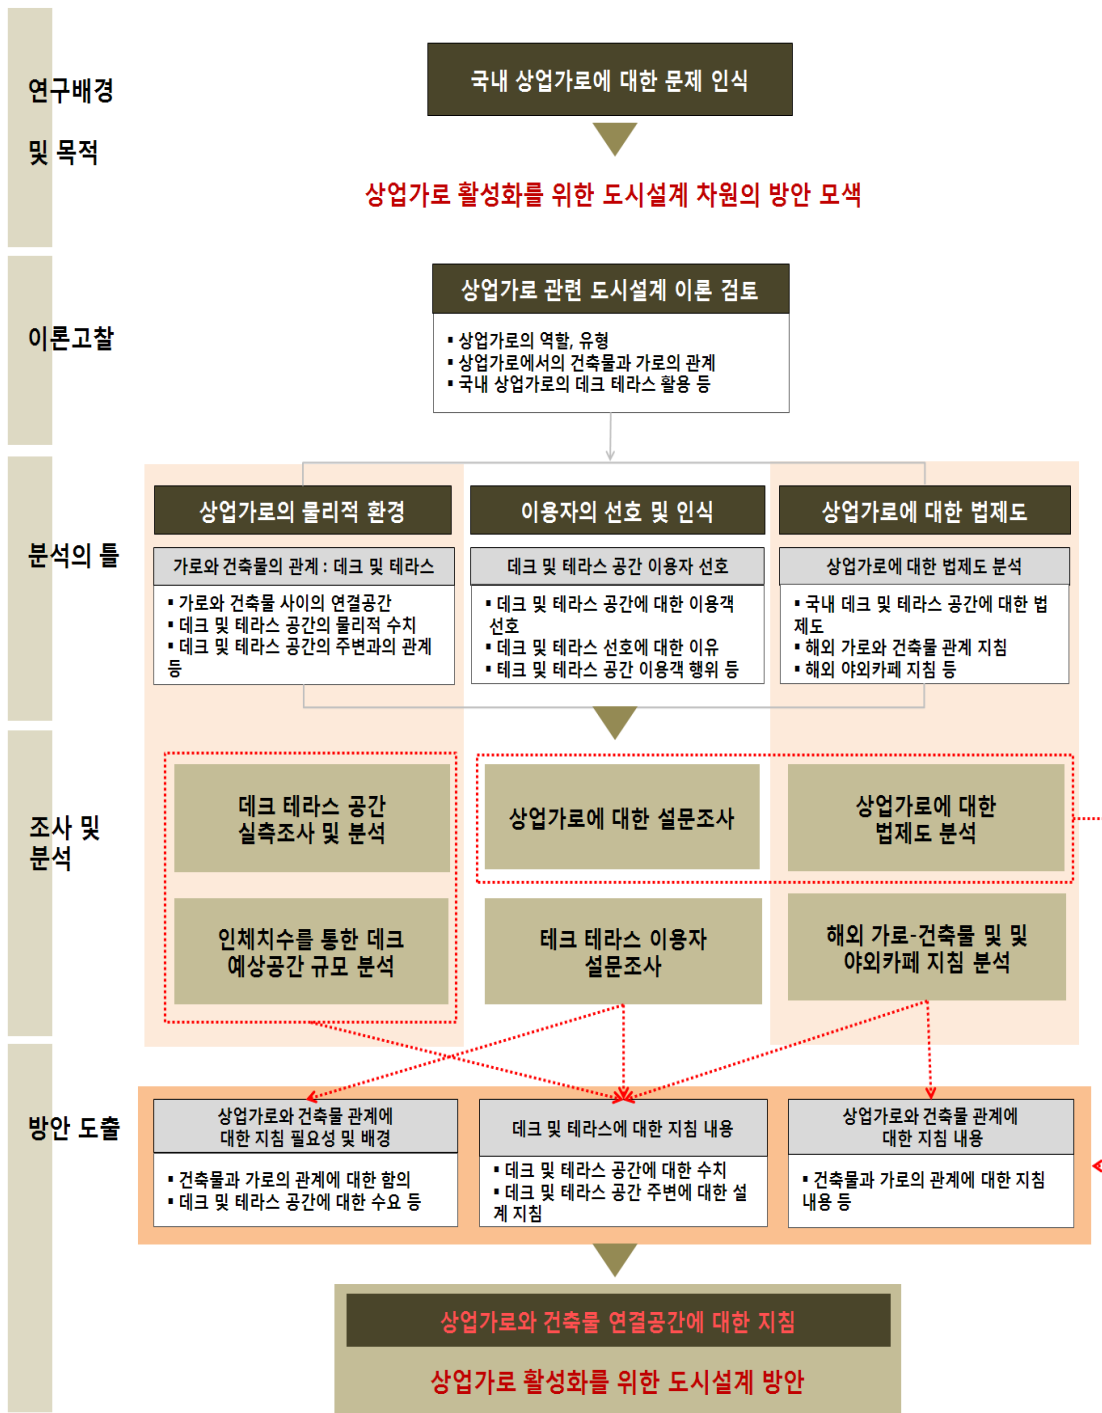 연구배경
및 목적
국내 상업가로에 대한 문제 인식
상업가로 활성화를 위한 도시설계 차원의 방안 모색
이론고찰
상업가로 관련 도시설계 이론 검토
▪ 상업가로의 역할, 유형
▪ 상업가로에서의 건축물과 가로의 관계
▪ 국내 상업가로의 데크 테라스 활용 등
분석의 틀
상업가로의 물리적 환경
가로와 건축물의 관계 : 데크 및 테라스
▪ 가로와 건축물 사이의 연결공간
▪ 데크 및 테라스 공간의 물리적 수치
▪ 데크 및 테라스 공간의 주변과의 관계
등
이용자의 선호 및 인식
데크 및 테라스 공간 이용자 선호
▪ 데크 및 테라스 공간에 대한 이용객
선호
▪ 데크 및 테라스 선호에 대한 이유
▪ 테크 및 테라스 공간 이용객 행위 등
상업가로에 대한 법제도
상업가로에 대한 법제도 분석
▪ 국내 데크 및 테라스 공간에 대한 법
제도
▪ 해외 가로와 건축물 관계 지침
▪ 해외 야외카페 지침 등
조사 및
분석
데크 테라스 공간
실측조사 및 분석
상업가로에 대한 설문조사
상업가로에 대한
법제도 분석
인체치수를 통한 데크
예상공간 규모 분석
테크 테라스 이용자
설문조사
해외 가로-건축물 및 및
야외카페 지침 분석
방안 도출
상업가로와 건축물 관계에
대한 지침 필요성 및 배경
▪ 건축물과 가로의 관계에 대한 함의
▪ 데크 및 테라스 공간에 대한 수요 등
데크 및 테라스에 대한 지침 내용
▪ 데크 및 테라스 공간에 대한 수치
▪ 데크 및 테라스 공간 주변에 대한 설
계 지침
상업가로와 건축물 관계에
대한 지침 내용
▪ 건축물과 가로의 관계에 대한 지침
내용 등
상업가로와 건축물 연결공간에 대한 지침
상업가로 활성화를 위한 도시설계 방안